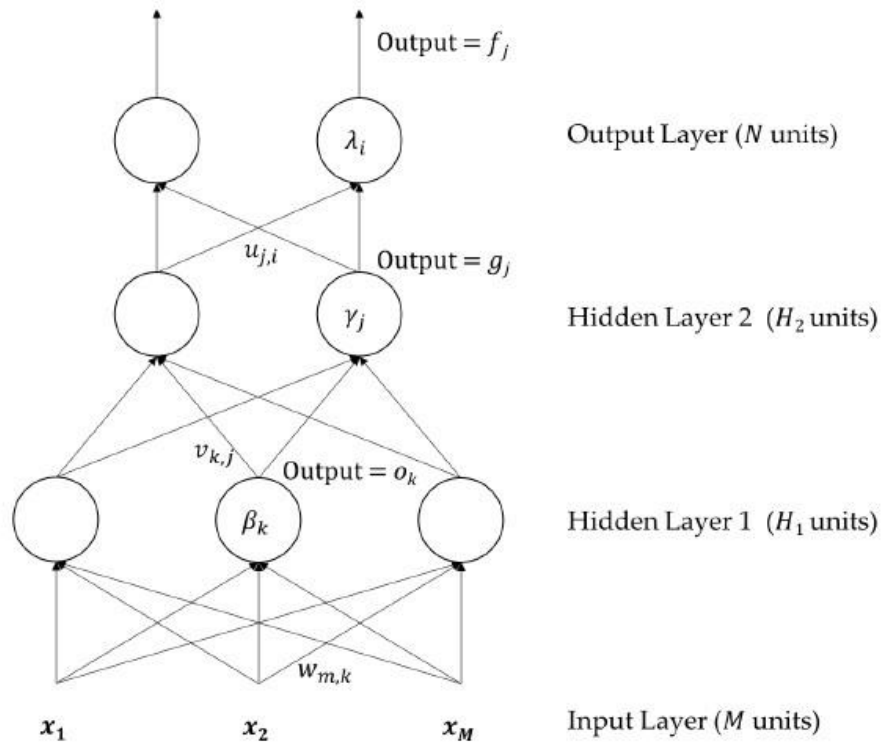 Output = f_j
λ_i
Output Layer (N units)
u_{j,i}
Output = g_j
γ_j
Hidden Layer 2 (H_2 units)
v_{k,j}
Output = o_k
β_k
Hidden Layer 1 (H_1 units)
w_{m,k}
x_1 x_2 x_M
Input Layer (M units)